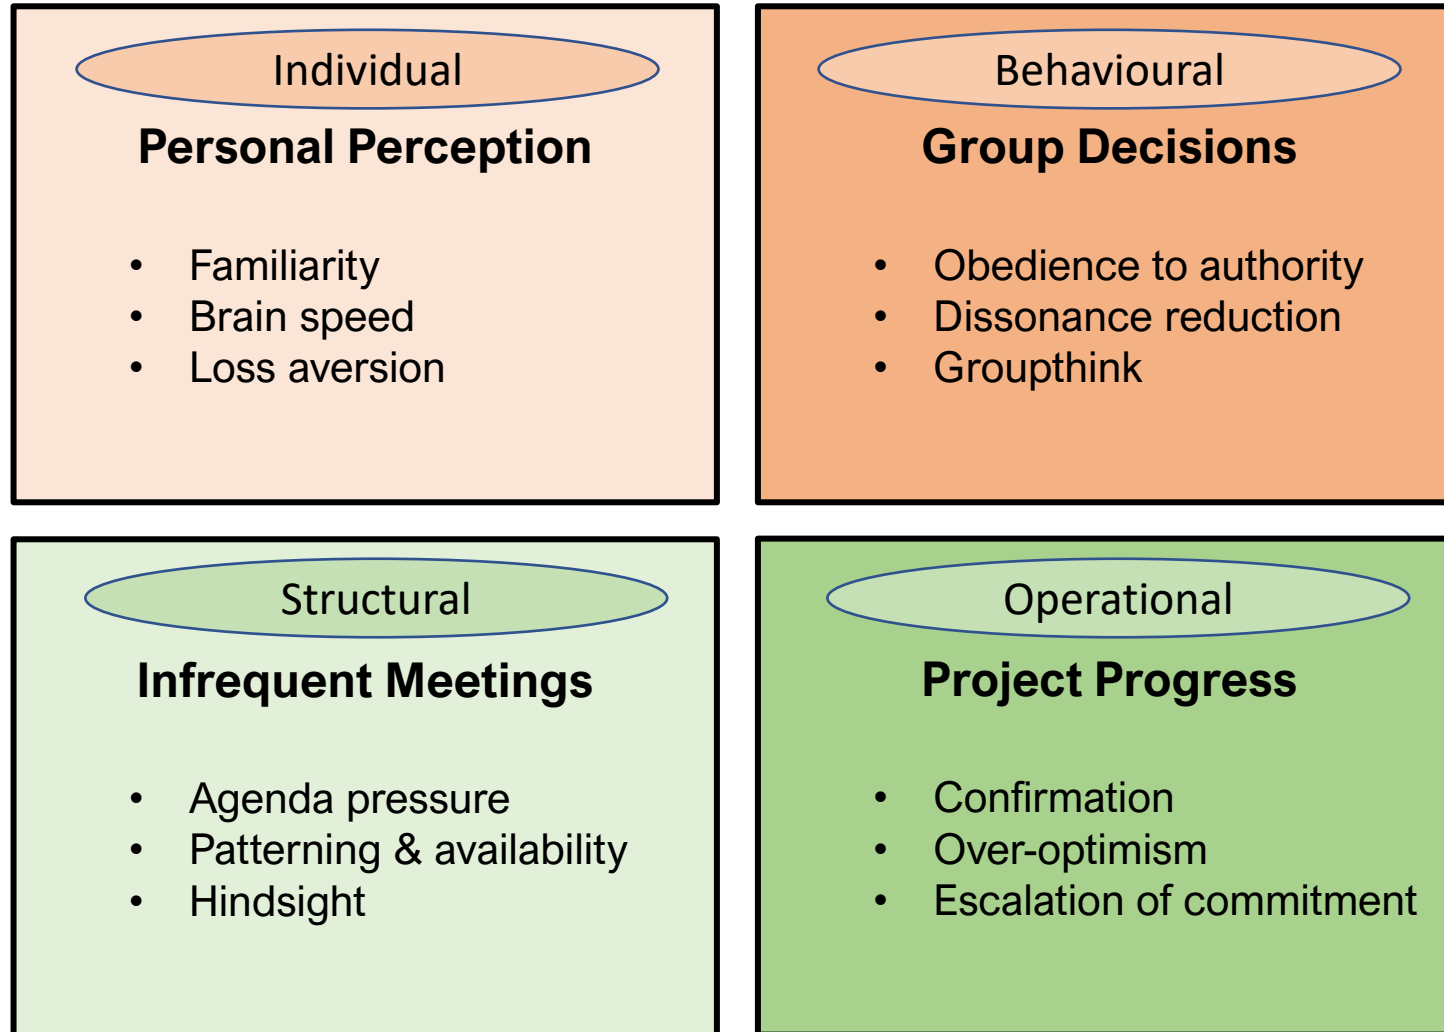 Individual
Personal Perception
• Familiarity
• Brain speed
• Loss aversion
Behavioural
Group Decisions
• Obedience to authority
• Dissonance reduction
• Groupthink
Structural
Infrequent Meetings
• Agenda pressure
• Patterning & availability
• Hindsight
Operational
Project Progress
• Confirmation
• Over-optimism
• Escalation of commitment